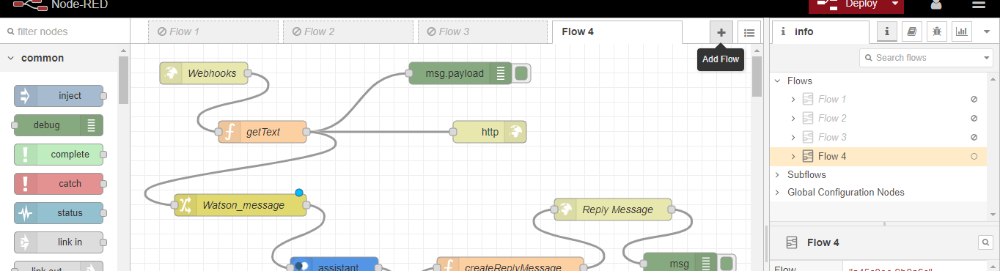 Node-RED
Deploy
filter nodes
Flow 1
Flow 2
Flow 3
Flow 4
info
Add Flow
Search flows
common
inject
debug
complete
catch
status
link in
link out
Webhooks
msg.payload
getText
http
Watson_message
Reply Message
assistant
createReplyMessage
msg
Flows
Flow 1
Flow 2
Flow 3
Flow 4
Subflows
Global Configuration Nodes
Flow 4
Flow